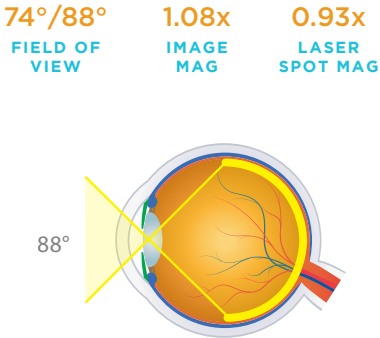 74°/88° 1.08x 0.93x
FIELD OF IMAGE LASER
VIEW MAG SPOT MAG
88°